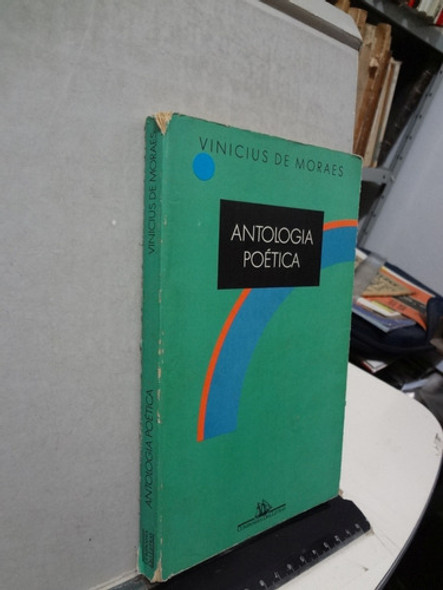 VINICIUS DE MORAES
ANTOLOGIA
POÉTICA
VINICIUS DE MORAES
ANTOLOGIA POÉTICA